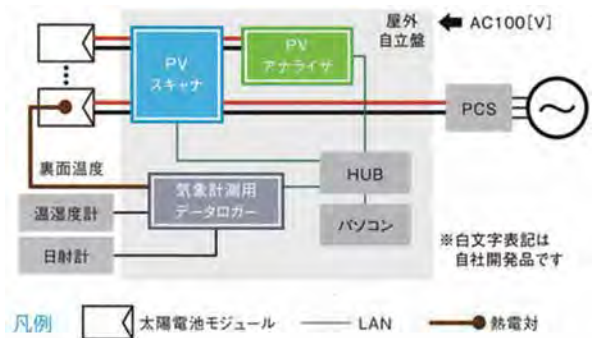 屋外
自立盤
AC100[V]
PV
スキャナ
PV
アナライザ
PCS
裏面温度
気象計測用
データロガー
HUB
温湿度計
パソコン
日射計
※白文字表記は
自社開発品です
凡例
太陽電池モジュール
LAN
熱電対